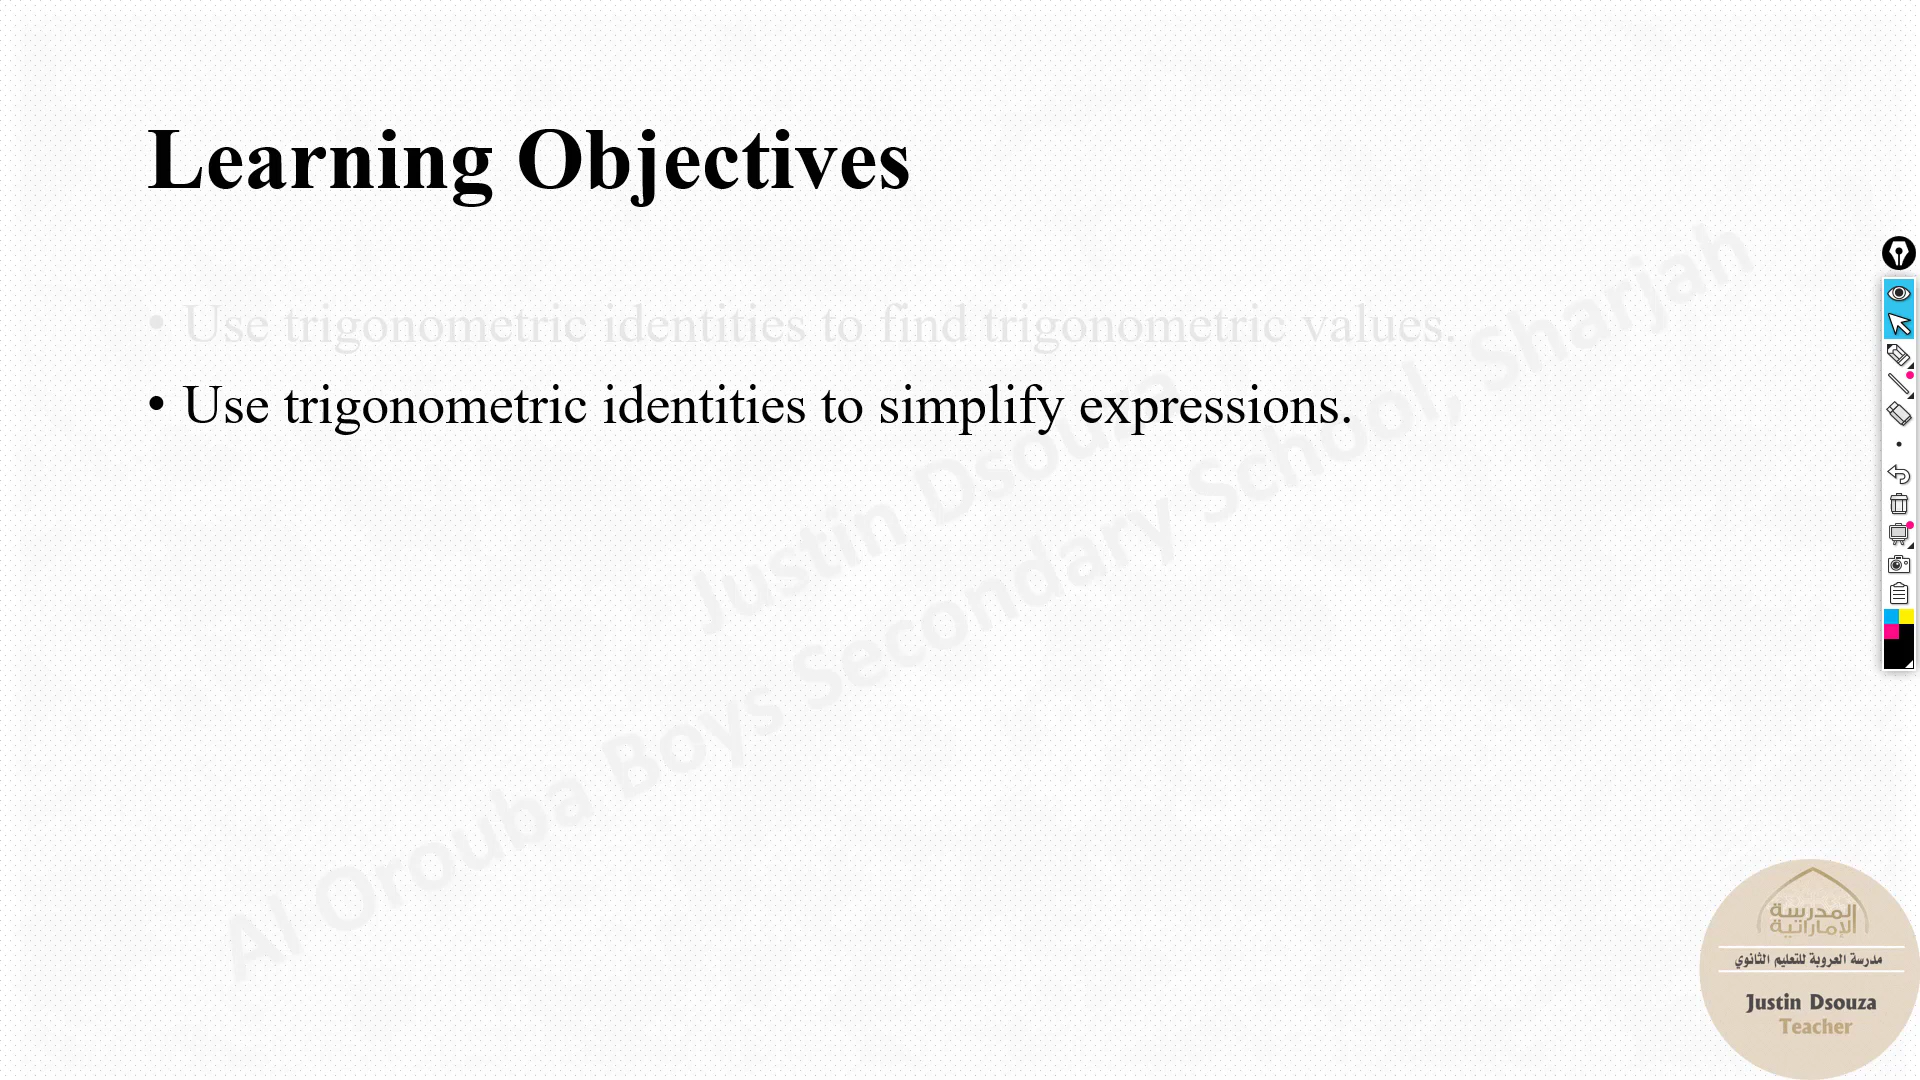 Learning Objectives
• Use trigonometric identities to find trigonometric values.
• Use trigonometric identities to simplify expressions.
Justin Dsouza
Al Orouba Boys Secondary School, Sharjah
المدرسة
الإماراتية
مدرسة العروبة للتعليم الثانوي
Justin Dsouza
Teacher